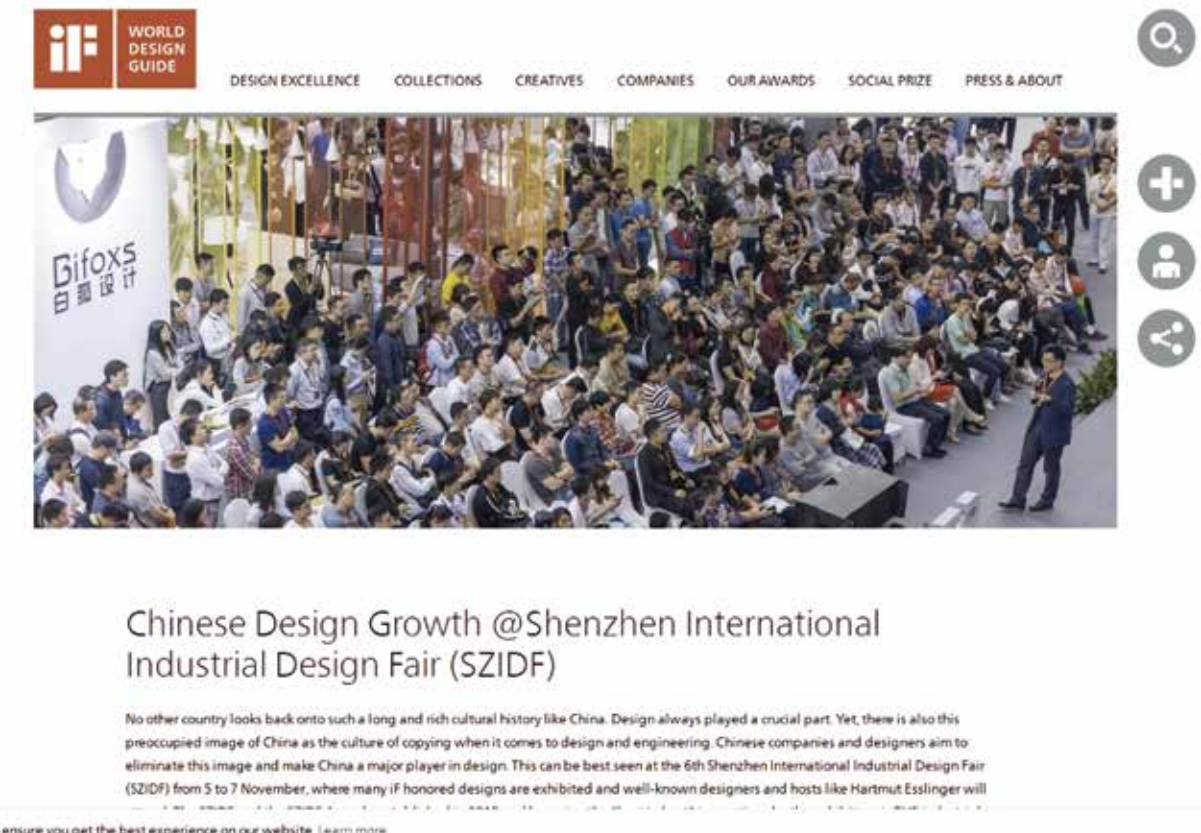 iF
WORLD
DESIGN
GUIDE
DESIGN EXCELLENCE COLLECTIONS CREATIVES COMPANIES OUR AWARDS SOCIAL PRIZE PRESS & ABOUT
Bifoxs
白狐设计
Chinese Design Growth @Shenzhen International
Industrial Design Fair (SZIDF)
No other country looks back onto such a long and rich cultural history like China. Design always played a crucial part. Yet, there is also this
preoccupied image of China as the culture of copying when it comes to design and engineering. Chinese companies and designers aim to
eliminate this image and make China a major player in design. This can be best seen at the 6th Shenzhen International Industrial Design Fair
(SZIDF) from 5 to 7 November, where many iF honored designs are exhibited and well-known designers and hosts like Hartmut Esslinger will
ensure you get the best experience on our website. Learn more